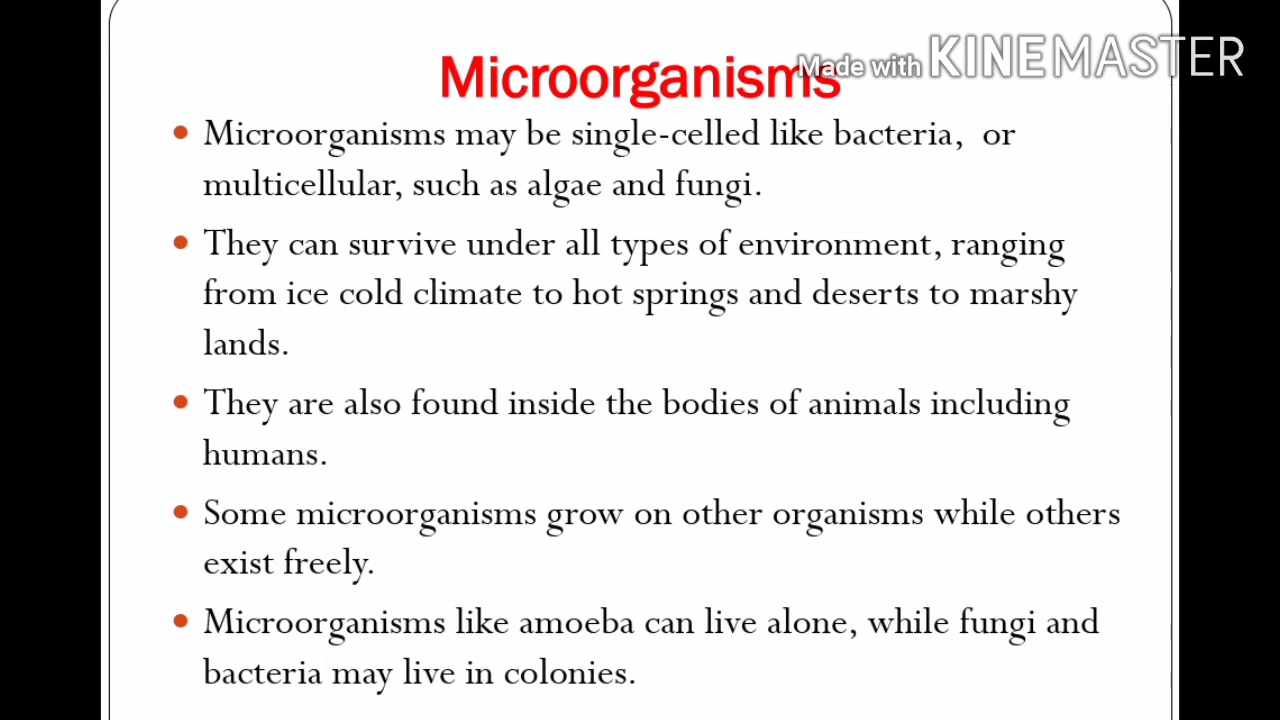 Made with KINEMASTER
Microorganisms
• Microorganisms may be single-celled like bacteria, or
multicellular, such as algae and fungi.
• They can survive under all types of environment, ranging
from ice cold climate to hot springs and deserts to marshy
lands.
• They are also found inside the bodies of animals including
humans.
• Some microorganisms grow on other organisms while others
exist freely.
• Microorganisms like amoeba can live alone, while fungi and
bacteria may live in colonies.